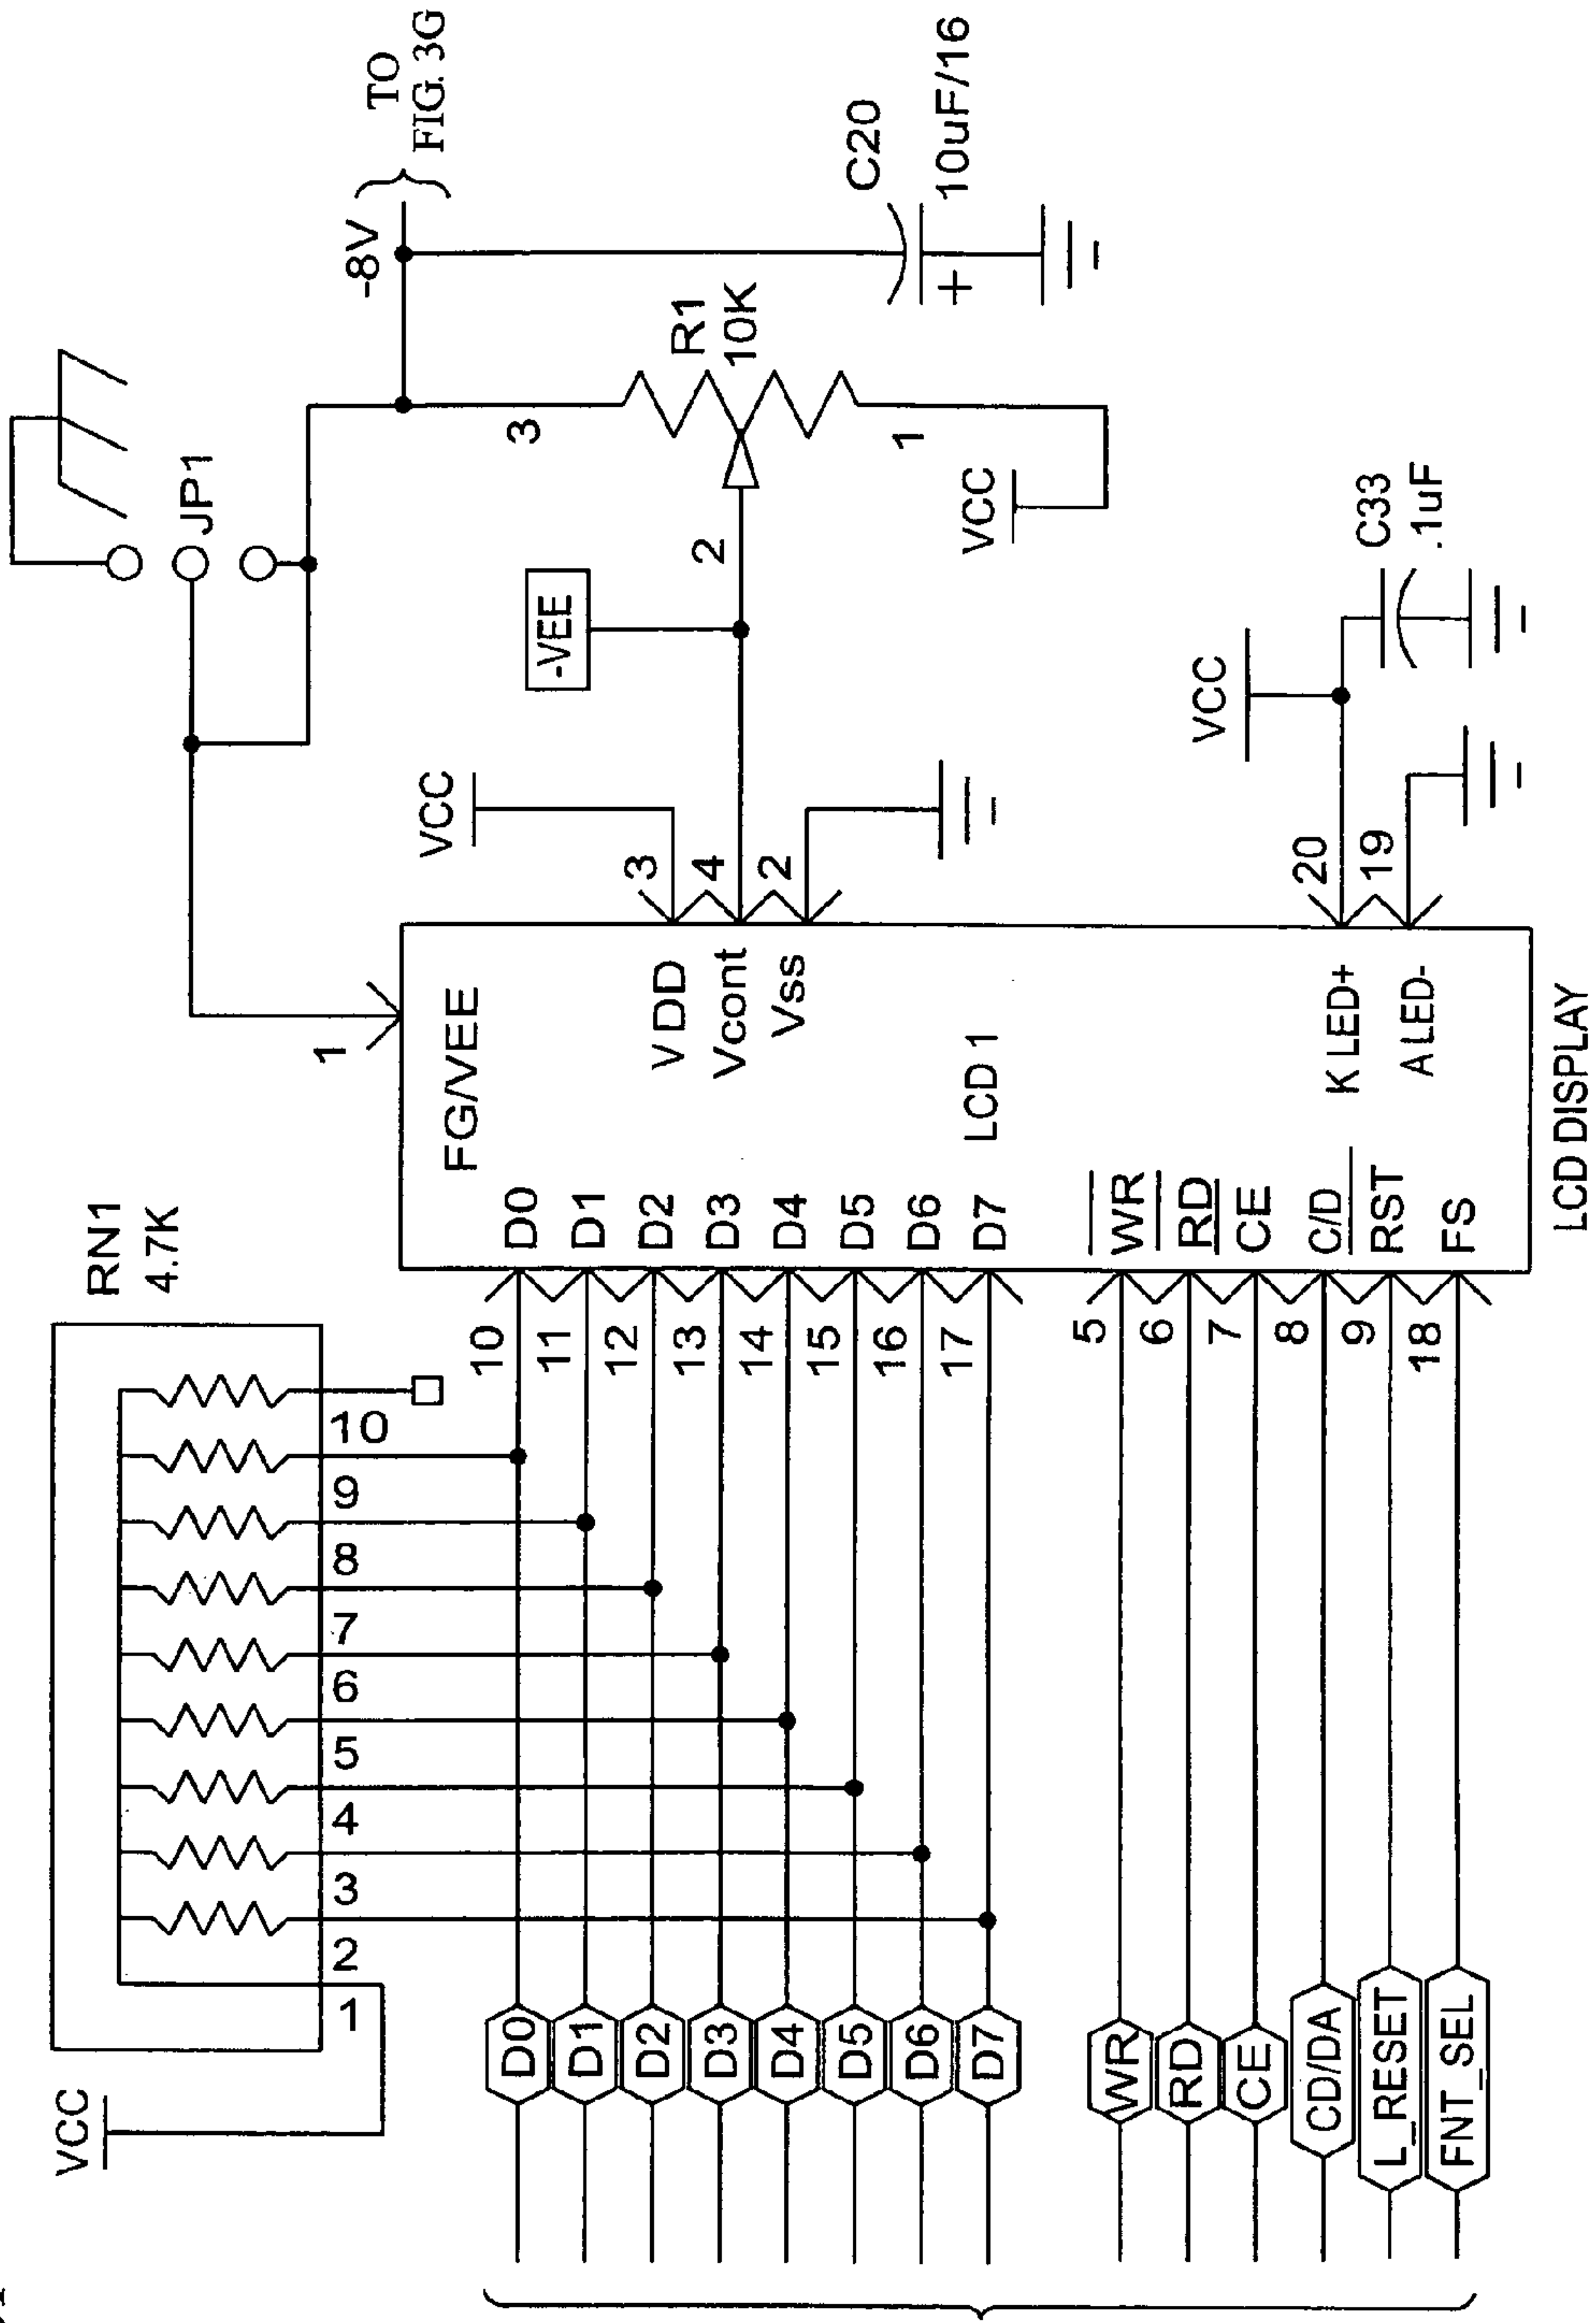 VCC
RN1
4.7K
1
2
3
4
5
6
7
8
9
10
D0
D1
D2
D3
D4
D5
D6
D7
WR
RD
CE
CD/DA
L_RESET
FNT_SEL
10
11
12
13
14
15
16
17
5
6
7
8
9
18
D0
D1
D2
D3
D4
D5
D6
D7
WR
RD
CE
C/D
RST
FS
FG/VEE
V DD
Vcont
Vss
LCD 1
K LED+
A LED-
LCD DISPLAY
1
3
4
2
20
19
VCC
-VEE
VCC
C33
.1uF
JP1
2
3
1
VCC
R1
10K
-8V
TO
FIG. 3G
C20
+
10uF/16